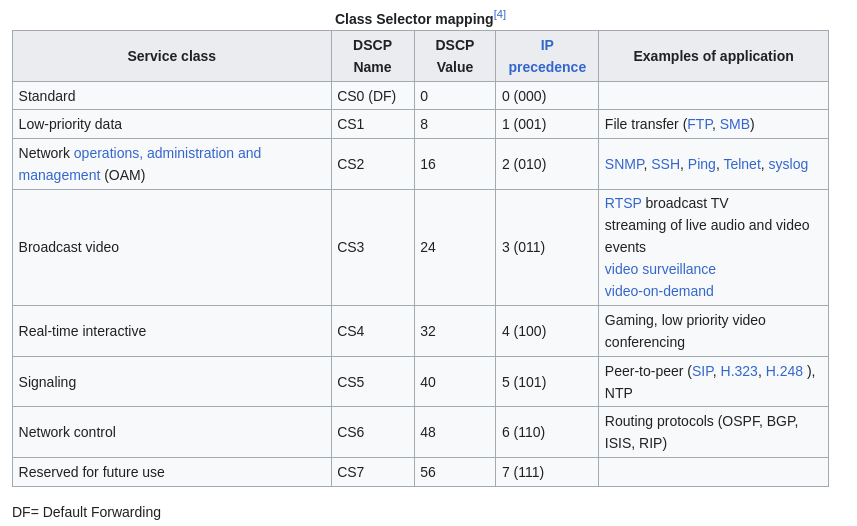 Class Selector mapping[4]
Service class
DSCP
Name
DSCP
Value
IP
precedence
Examples of application
Standard
CS0 (DF)
0
0 (000)
Low-priority data
CS1
8
1 (001)
File transfer (FTP, SMB)
Network operations, administration and
management (OAM)
CS2
16
2 (010)
SNMP, SSH, Ping, Telnet, syslog
Broadcast video
CS3
24
3 (011)
RTSP broadcast TV
streaming of live audio and video
events
video surveillance
video-on-demand
Real-time interactive
CS4
32
4 (100)
Gaming, low priority video
conferencing
Signaling
CS5
40
5 (101)
Peer-to-peer (SIP, H.323, H.248 ),
NTP
Network control
CS6
48
6 (110)
Routing protocols (OSPF, BGP,
ISIS, RIP)
Reserved for future use
CS7
56
7 (111)
DF= Default Forwarding